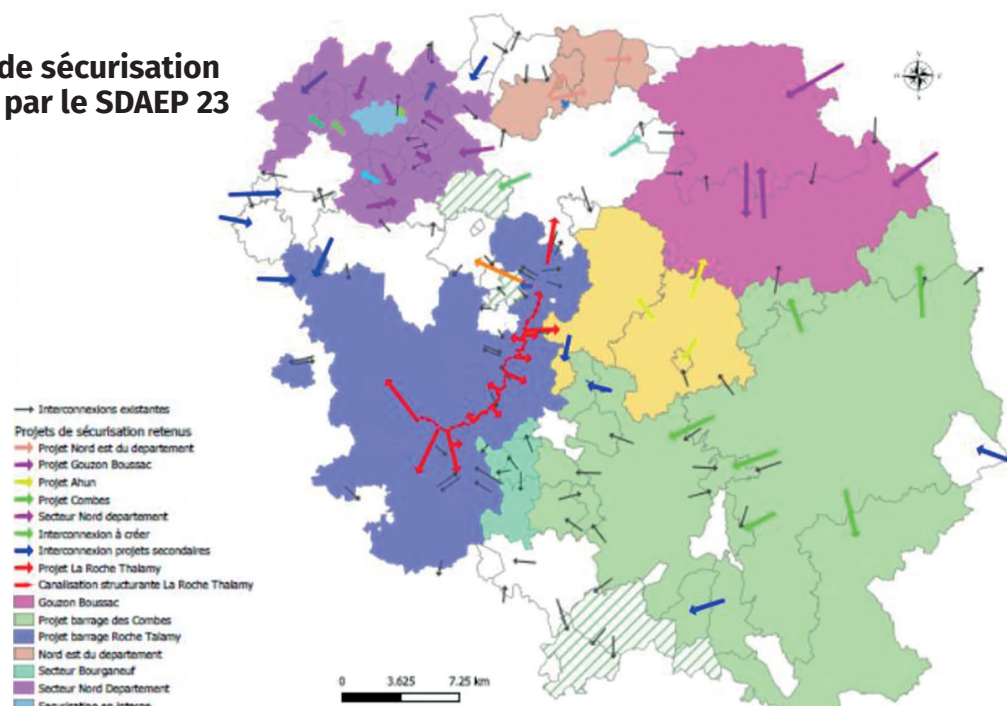 de sécurisation
par le SDAEP 23
Interconnexions existantes
Projets de sécurisation retenus
Projet Nord est du departement
Projet Gouzon Boussac
Projet Ahun
Projet Combes
Secteur Nord departement
Interconnexion à créer
Interconnexion projets secondaires
Projet La Roche Thalamy
Canalisation structurante La Roche Thalamy
Gouzon Boussac
Projet barrage des Combes
Projet barrage Roche Talamy
Nord est du departement
Secteur Bourganeuf
Secteur Nord Departement
Securisation en interne
0 3.625 7.25 km